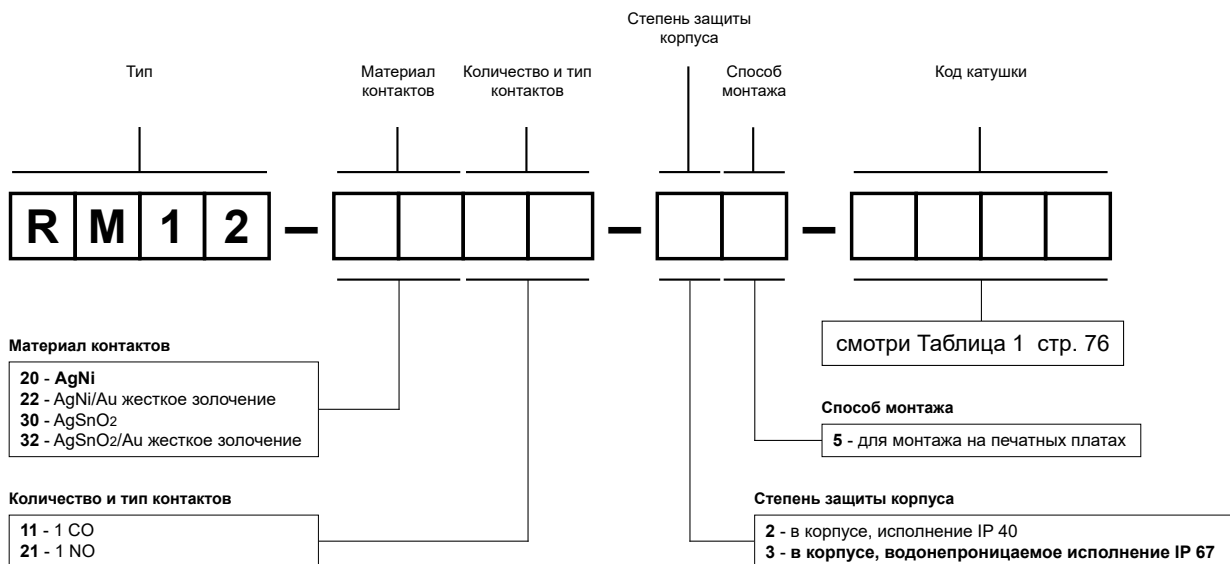 Степень защиты
корпуса
Тип
Материал
контактов
Количество и тип
контактов
Способ
монтажа
Код катушки
R M 1 2 – – –
смотри Таблица 1 стр. 76
Материал контактов
20 - AgNi
22 - AgNi/Au жесткое золочение
30 - AgSnO2
32 - AgSnO2/Au жесткое золочение
Способ монтажа
5 - для монтажа на печатных платах
Количество и тип контактов
11 - 1 CO
21 - 1 NO
Степень защиты корпуса
2 - в корпусе, исполнение IP 40
3 - в корпусе, водонепроницаемое исполнение IP 67